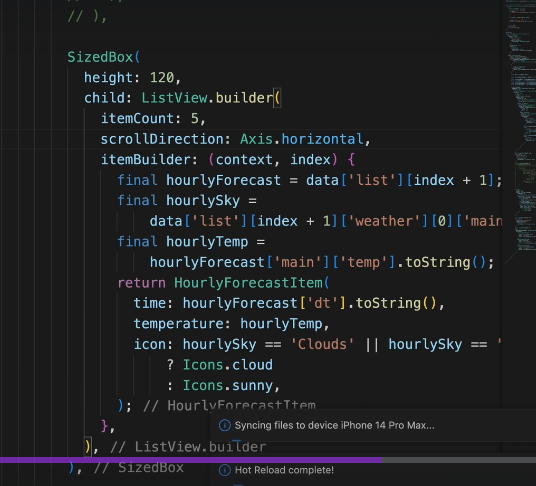 // ),
SizedBox(
height: 120,
child: ListView.builder(
itemCount: 5,
scrollDirection: Axis.horizontal,
itemBuilder: (context, index) {
final hourlyForecast = data['list'][index + 1];
final hourlySky =
data['list'][index + 1]['weather'][0]['main
final hourlyTemp =
hourlyForecast['main']['temp'].toString();
return HourlyForecastItem(
time: hourlyForecast['dt'].toString(),
temperature: hourlyTemp,
icon: hourlySky == 'Clouds' || hourlySky == '
? Icons.cloud
: Icons.sunny,
); // HourlyForecastItem
},
Syncing files to device iPhone 14 Pro Max...
), // ListView.builder
), // SizedBox
Hot Reload complete!